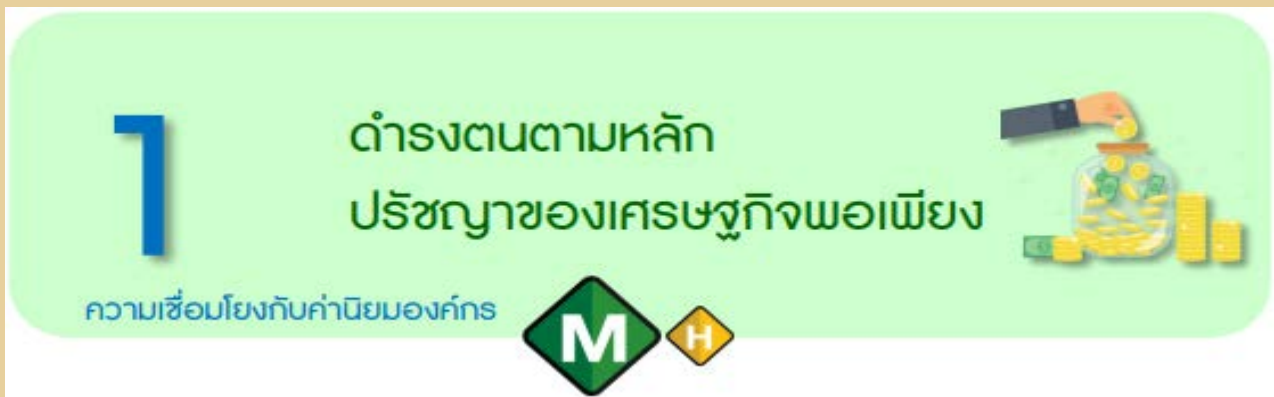 1
ดำรงตนตามหลัก
ปรัชญาของเศรษฐกิจพอเพียง
ความเชื่อมโยงกับค่านิยมองค์กร
M H